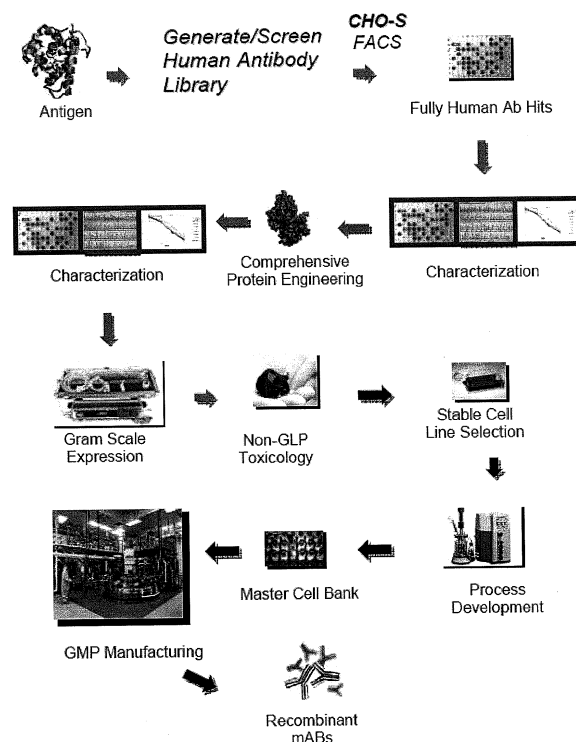 Antigen
Generate/Screen
Human Antibody
Library
CHO-S
FACS
Fully Human Ab Hits
Characterization
Comprehensive
Protein Engineering
Characterization
Gram Scale
Expression
Non-GLP
Toxicology
Stable Cell
Line Selection
Process
Development
Master Cell Bank
GMP Manufacturing
Recombinant
mABs